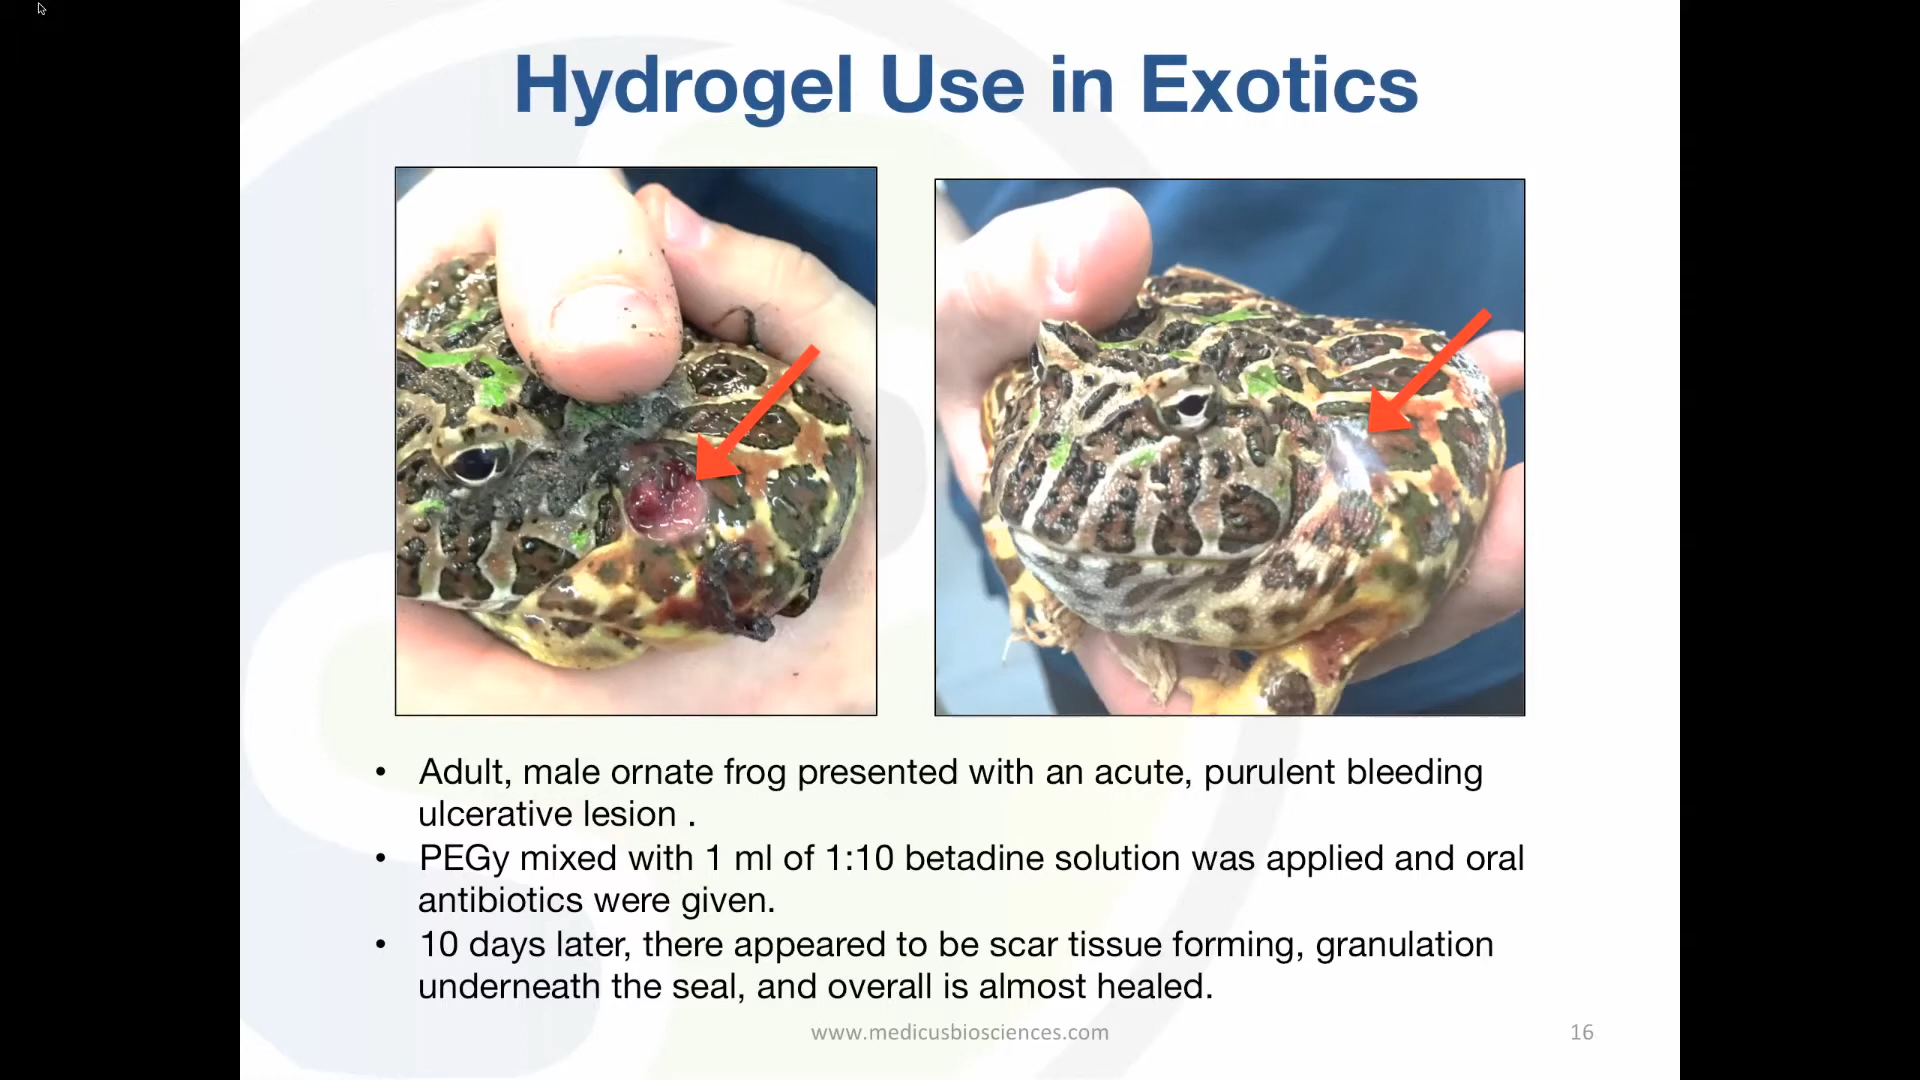 Hydrogel Use in Exotics
• Adult, male ornate frog presented with an acute, purulent bleeding
ulcerative lesion .
• PEGy mixed with 1 ml of 1:10 betadine solution was applied and oral
antibiotics were given.
• 10 days later, there appeared to be scar tissue forming, granulation
underneath the seal, and overall is almost healed.
www.medicusbiosciences.com
16